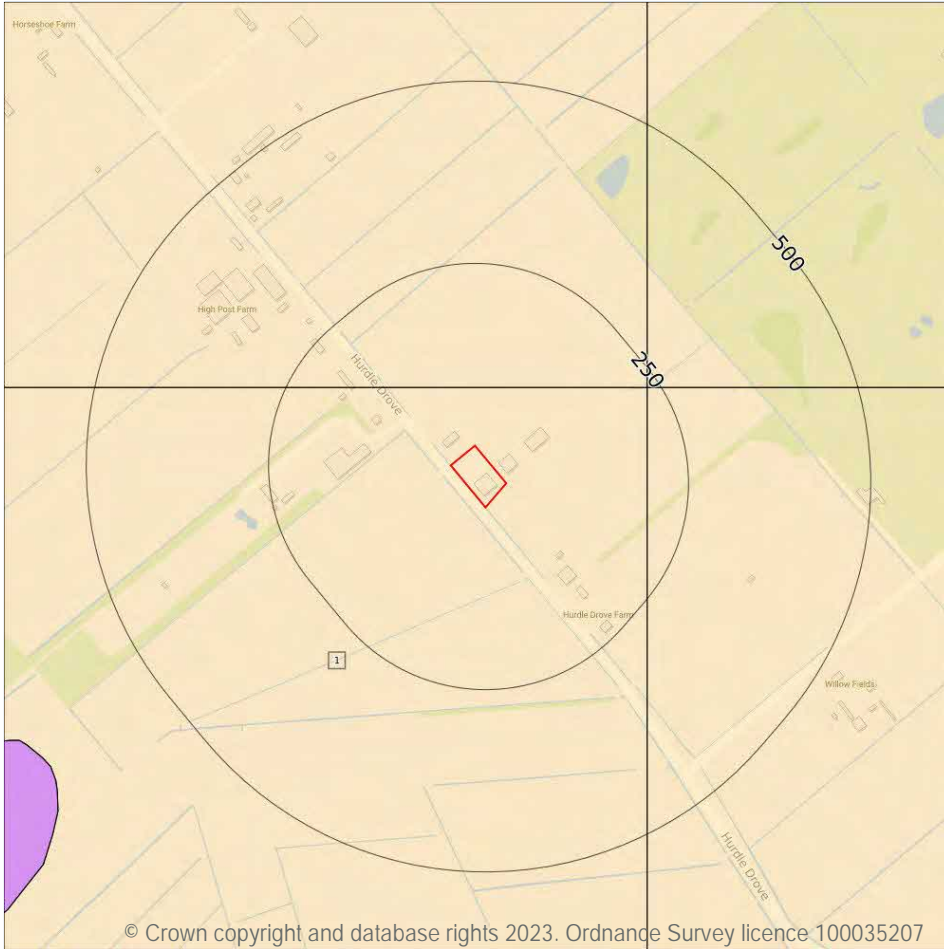 Horseshoe Farm
500
High Post Farm
250
Hurdle Drove
Hurdle Drove Farm
1
Willow Fields
Hurdle Drove
© Crown copyright and database rights 2023. Ordnance Survey licence 100035207